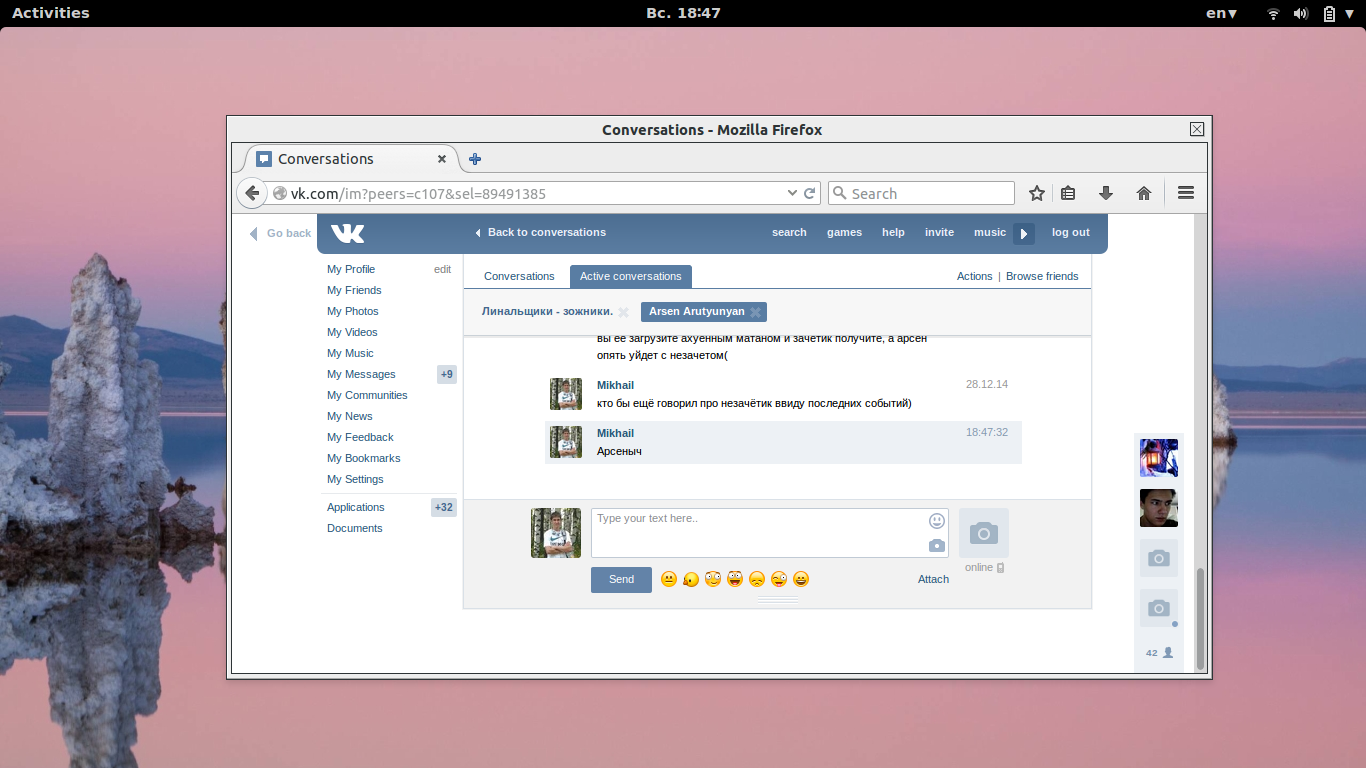 Activities
Вс. 18:47
en
Conversations - Mozilla Firefox
Conversations
vk.com/im?peers=c107&sel=89491385
Search
Go back
Back to conversations
search games help invite music log out
My Profile edit
My Friends
My Photos
My Videos
My Music
My Messages +9
My Communities
My News
My Feedback
My Bookmarks
My Settings
Applications +32
Documents
Conversations Active conversations Actions | Browse friends
Линальщики - зожники. Arsen Arutyunyan
вы ее загрузите ахуенным матаном и зачетик получите, а арсен
опять уйдет с незачетом(
Mikhail 28.12.14
кто бы ещё говорил про незачётик ввиду последних событий)
Mikhail 18:47:32
Арсеныч
Type your text here..
online
Send Attach
42